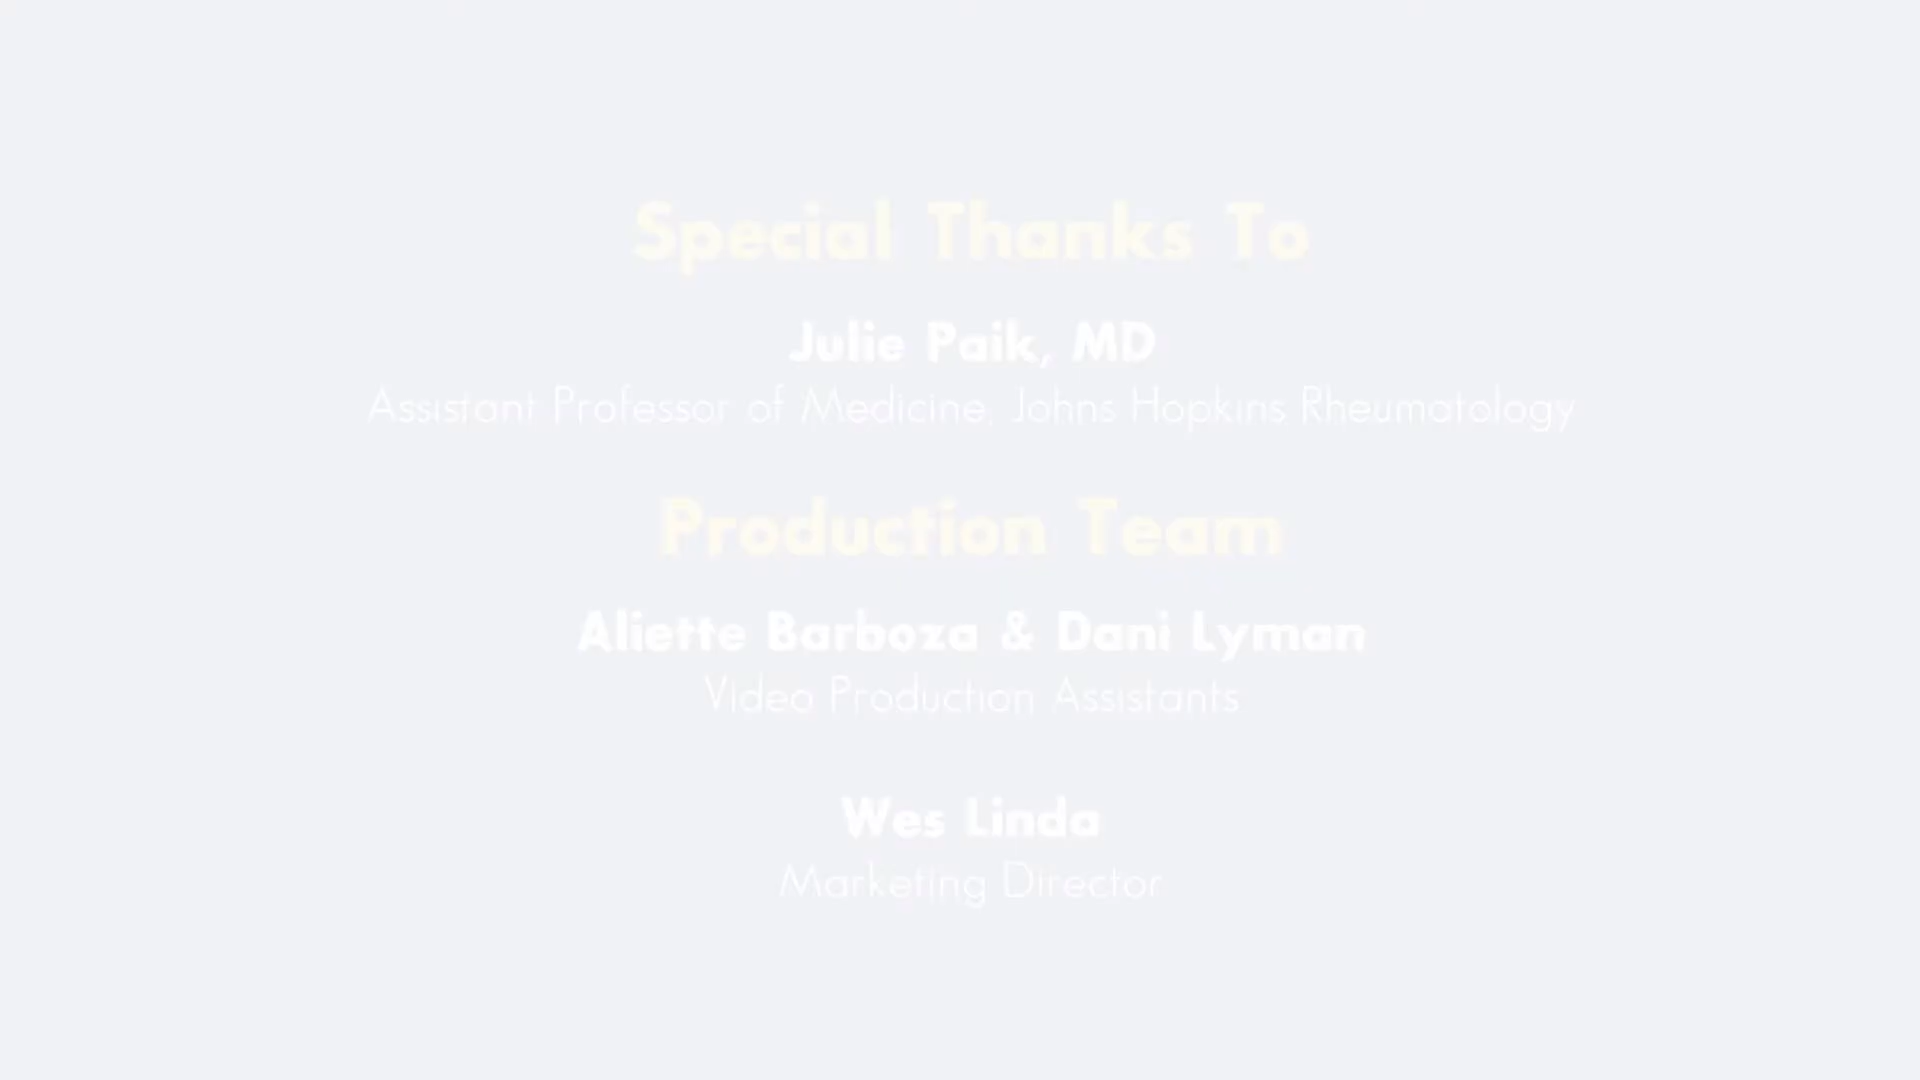 Special Thanks To
Julie Paik, MD
Assistant Professor of Medicine, Johns Hopkins Rheumatology
Production Team
Aliette Barboza & Dani Lyman
Video Production Assistants
Wes Linda
Marketing Director